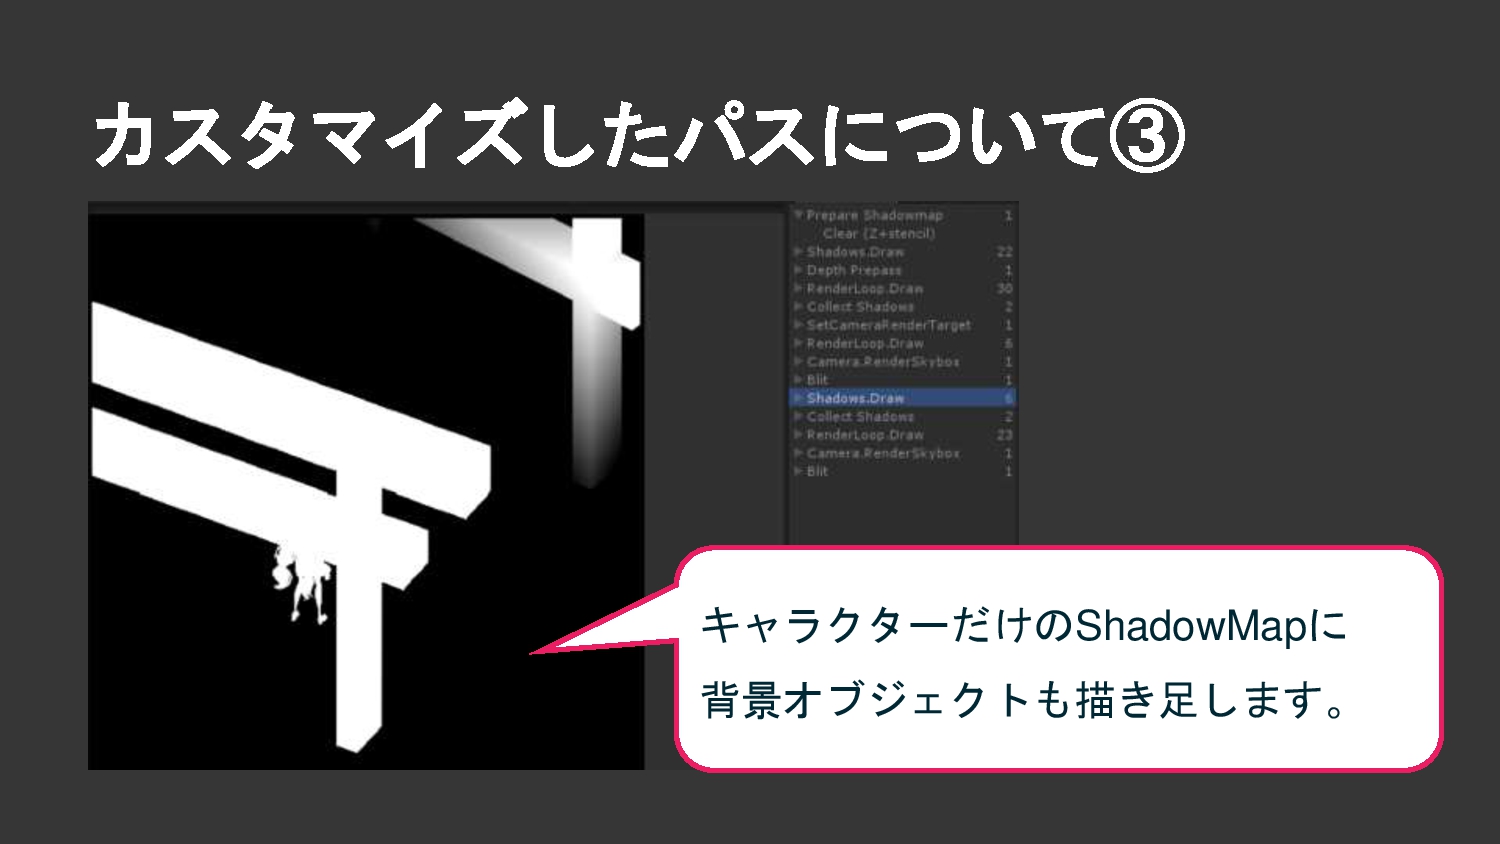 カスタマイズしたパスについて③
Prepare Shadowmap 1
Clear (Z+stencil)
Shadows.Draw 22
Depth Prepass 1
RenderLoop.Draw 30
Collect Shadows 2
SetCameraRenderTarget 1
RenderLoop.Draw 6
Camera.RenderSkybox 1
Blit 1
Shadows.Draw 6
Collect Shadows 2
RenderLoop.Draw 23
Camera.RenderSkybox 1
Blit 1
キャラクターだけのShadowMapに
背景オブジェクトも描き足します。